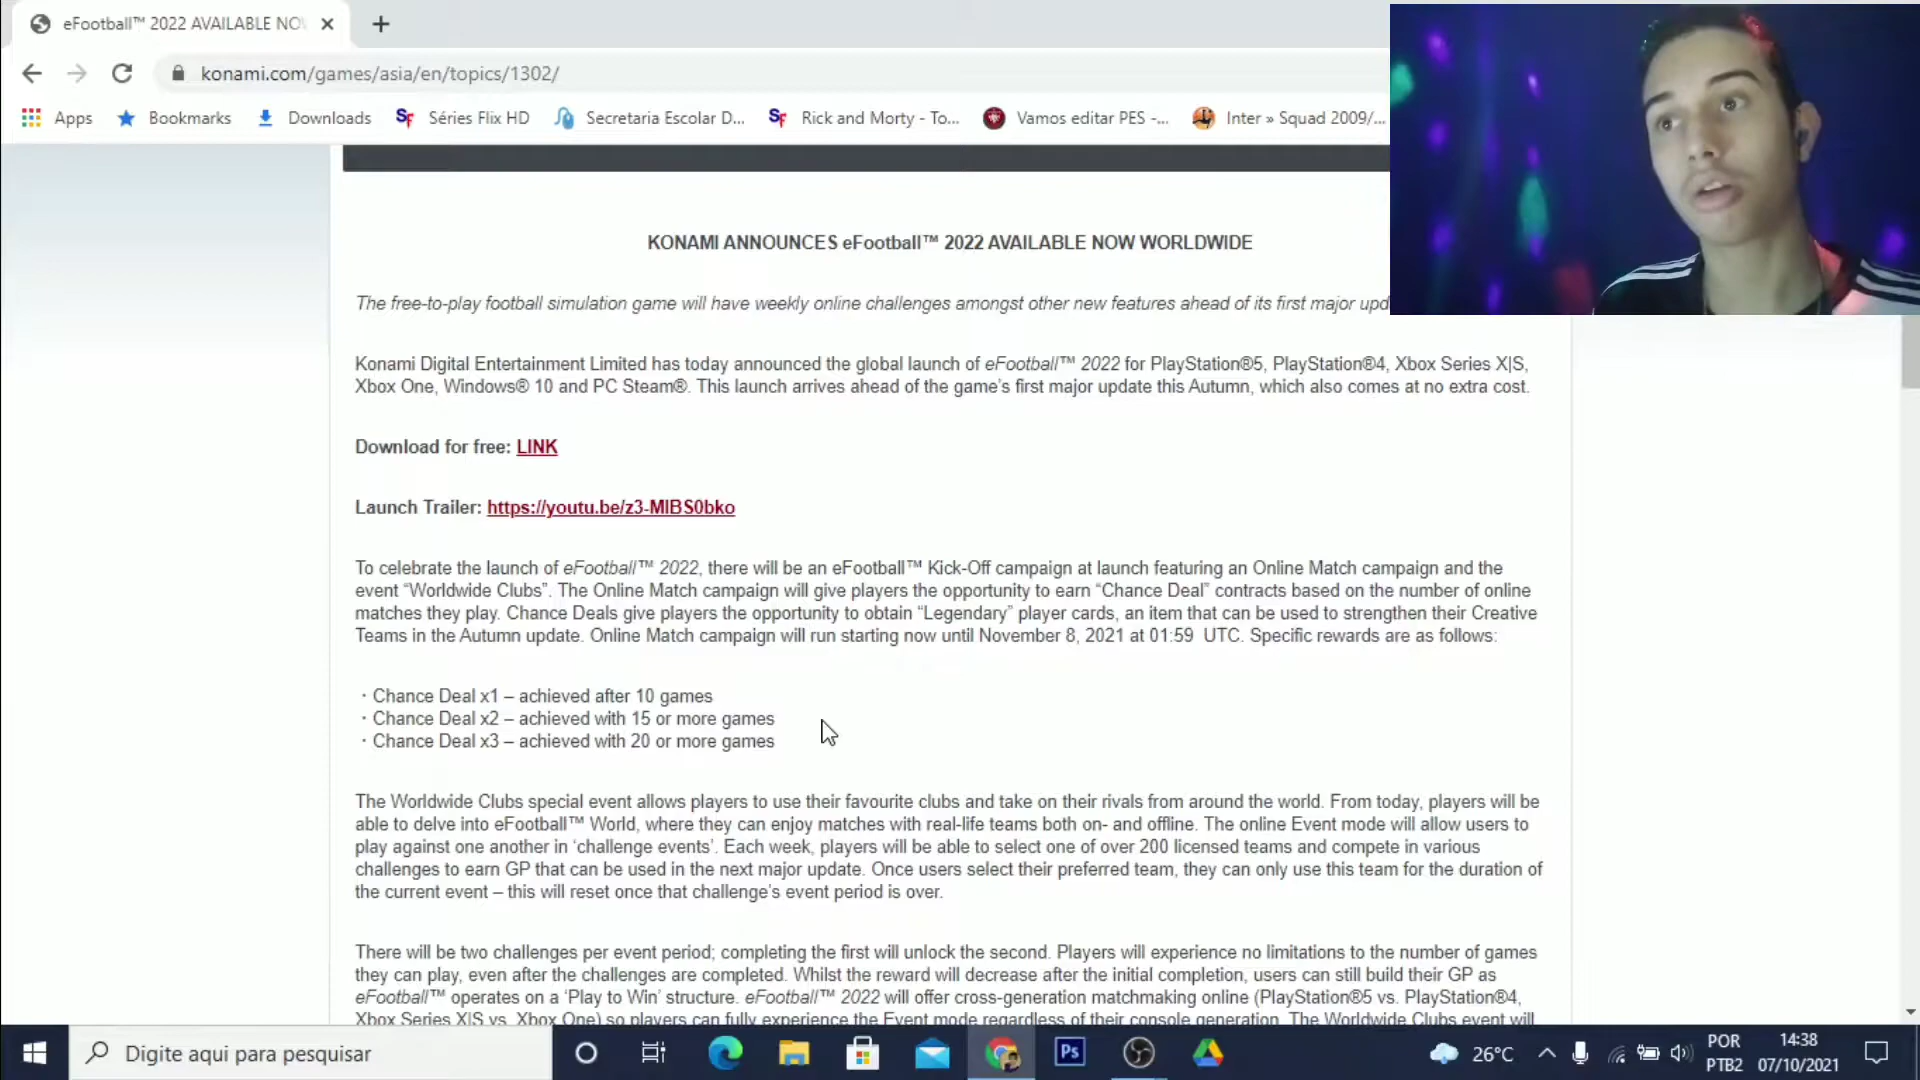 eFootball™ 2022 AVAILABLE NO
konami.com/games/asia/en/topics/1302/
Apps Bookmarks Downloads Séries Flix HD Secretaria Escolar D... Rick and Morty - To... Vamos editar PES -... Inter » Squad 2009/...
KONAMI ANNOUNCES eFootball™ 2022 AVAILABLE NOW WORLDWIDE
The free-to-play football simulation game will have weekly online challenges amongst other new features ahead of its first major
Konami Digital Entertainment Limited has today announced the global launch of eFootball™ 2022 for PlayStation®5, PlayStation®4, Xbox Series X|S,
Xbox One, Windows® 10 and PC Steam®. This launch arrives ahead of the game's first major update this Autumn, which also comes at no extra cost.
Download for free: LINK
Launch Trailer: https://youtu.be/z3-MIBS0bko
To celebrate the launch of eFootball™ 2022, there will be an eFootball™ Kick-Off campaign at launch featuring an Online Match campaign and the
event “Worldwide Clubs”. The Online Match campaign will give players the opportunity to earn “Chance Deal” contracts based on the number of online
matches they play. Chance Deals give players the opportunity to obtain “Legendary” player cards, an item that can be used to strengthen their Creative
Teams in the Autumn update. Online Match campaign will run starting now until November 8, 2021 at 01:59 UTC. Specific rewards are as follows:
・Chance Deal x1 – achieved after 10 games
・Chance Deal x2 – achieved with 15 or more games
・Chance Deal x3 – achieved with 20 or more games
The Worldwide Clubs special event allows players to use their favourite clubs and take on their rivals from around the world. From today, players will be
able to delve into eFootball™ World, where they can enjoy matches with real-life teams both on- and offline. The online Event mode will allow users to
play against one another in ‘challenge events’. Each week, players will be able to select one of over 200 licensed teams and compete in various
challenges to earn GP that can be used in the next major update. Once users select their preferred team, they can only use this team for the duration of
the current event – this will reset once that challenge's event period is over.
There will be two challenges per event period; completing the first will unlock the second. Players will experience no limitations to the number of games
they can play, even after the challenges are completed. Whilst the reward will decrease after the initial completion, users can still build their GP as
eFootball™ operates on a ‘Play to Win’ structure. eFootball™ 2022 will offer cross-generation matchmaking online (PlayStation®5 vs. PlayStation®4,
Xbox Series X|S vs. Xbox One) so players can fully experience the Event mode regardless of their console generation. The Worldwide Clubs event will
Digite aqui para pesquisar
Ps
26°C
POR 14:38
PTB2 07/10/2021